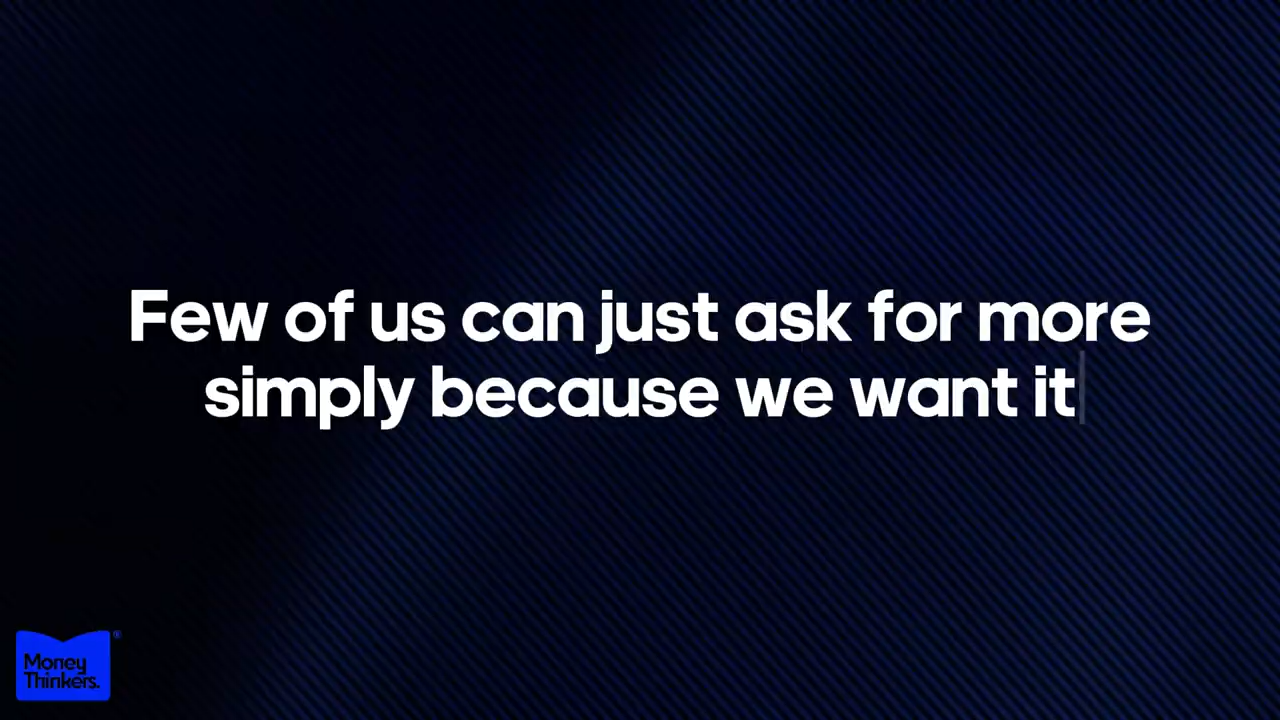 Few of us can just ask for more
simply because we want it
Money
Thinkers.
®